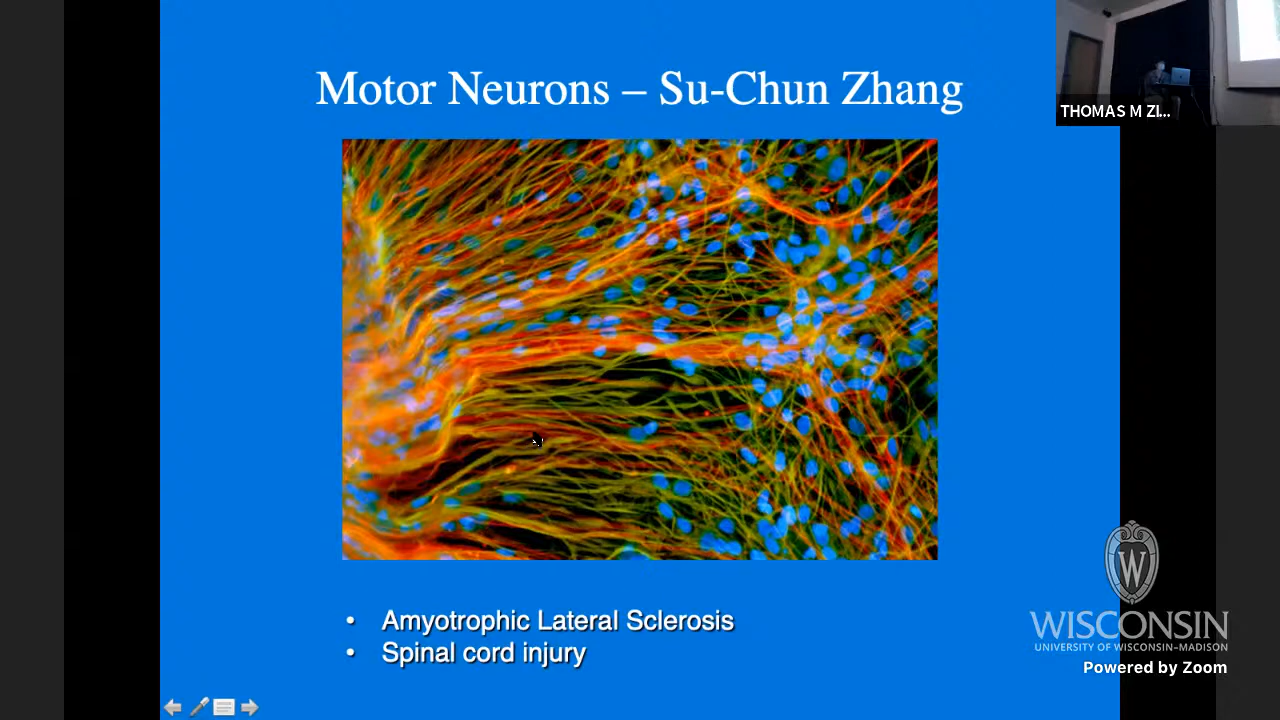 Motor Neurons – Su-Chun Zhang
THOMAS M ZI...
• Amyotrophic Lateral Sclerosis
• Spinal cord injury
W
WISCONSIN
UNIVERSITY OF WISCONSIN–MADISON
Powered by Zoom